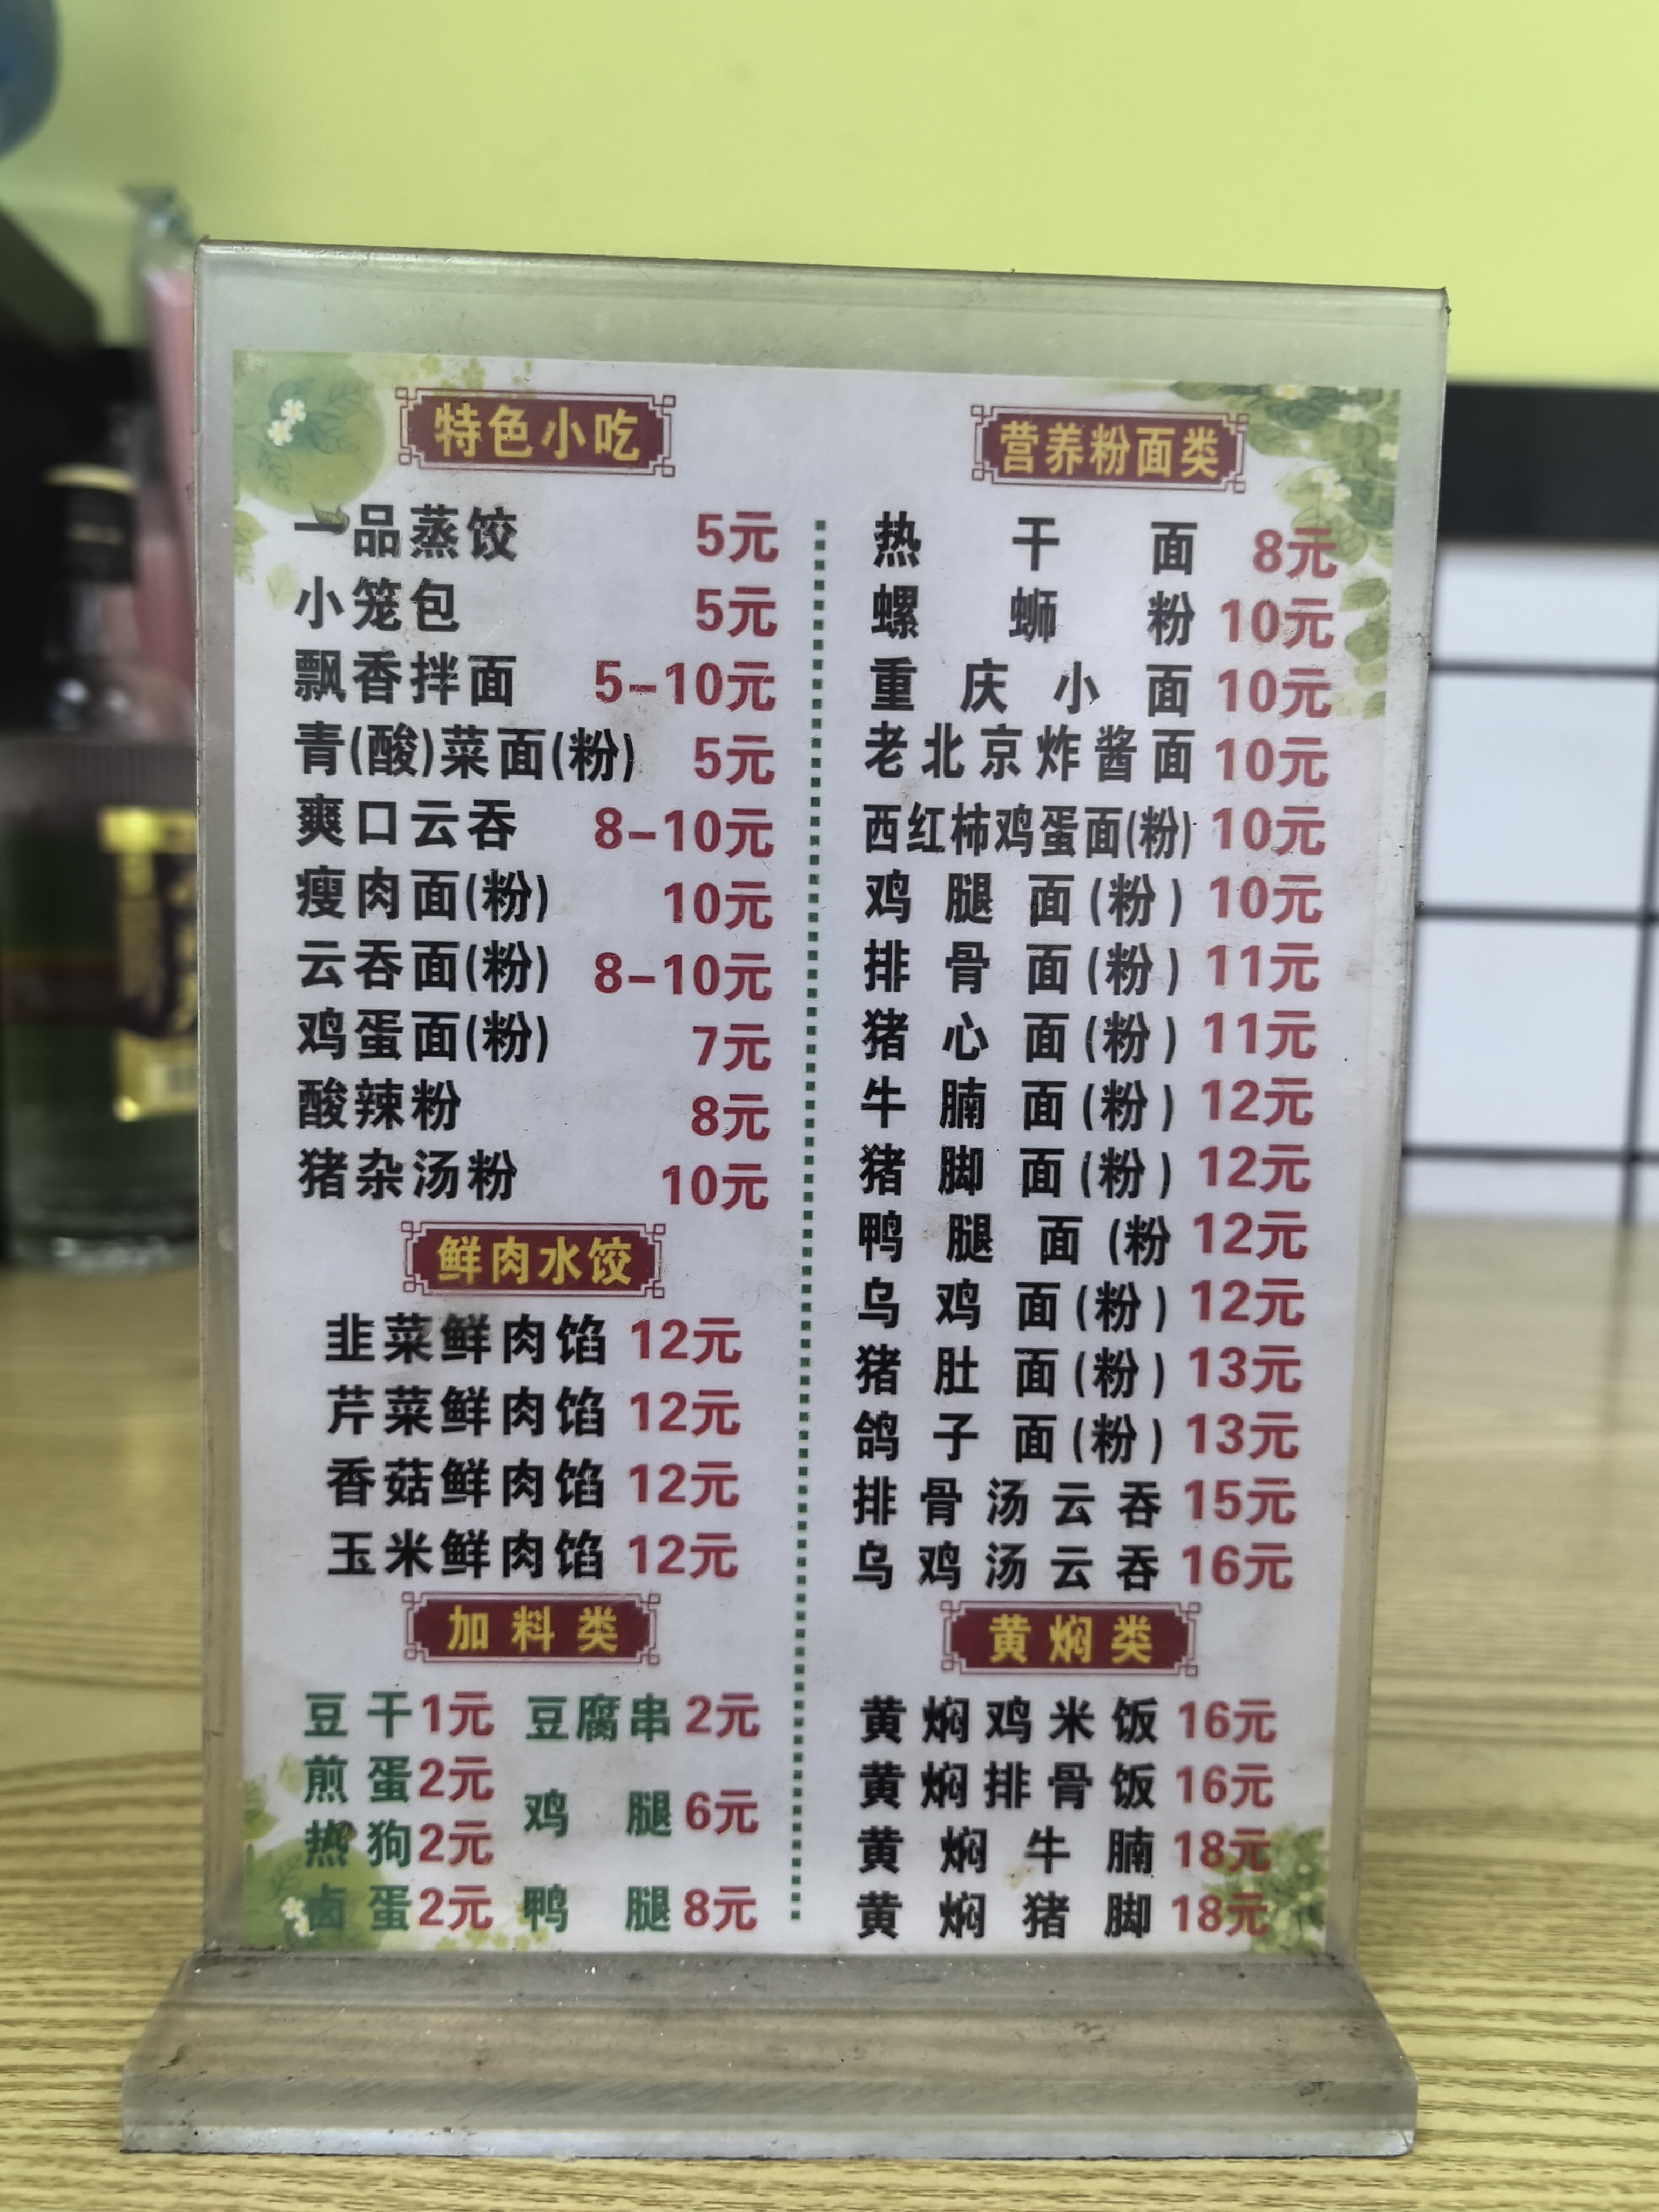 特色小吃
一品蒸饺 5元
小笼包 5元
飘香拌面 5-10元
青(酸)菜面(粉) 5元
爽口云吞 8-10元
瘦肉面(粉) 10元
云吞面(粉) 8-10元
鸡蛋面(粉) 7元
酸辣粉 8元
猪杂汤粉 10元
鲜肉水饺
韭菜鲜肉馅 12元
芹菜鲜肉馅 12元
香菇鲜肉馅 12元
玉米鲜肉馅 12元
加料类
豆干1元 豆腐串2元
煎蛋2元
鸡腿6元
热狗2元
卤蛋2元 鸭腿8元
营养粉面类
热干面 8元
螺蛳粉 10元
重庆小面 10元
老北京炸酱面 10元
西红柿鸡蛋面(粉) 10元
鸡腿面(粉) 10元
排骨面(粉) 11元
猪心面(粉) 11元
牛腩面(粉) 12元
猪脚面(粉) 12元
鸭腿面(粉 12元
乌鸡面(粉) 12元
猪肚面(粉) 13元
鸽子面(粉) 13元
排骨汤云吞 15元
乌鸡汤云吞 16元
黄焖类
黄焖鸡米饭 16元
黄焖排骨饭 16元
黄焖牛腩 18元
黄焖猪脚 18元